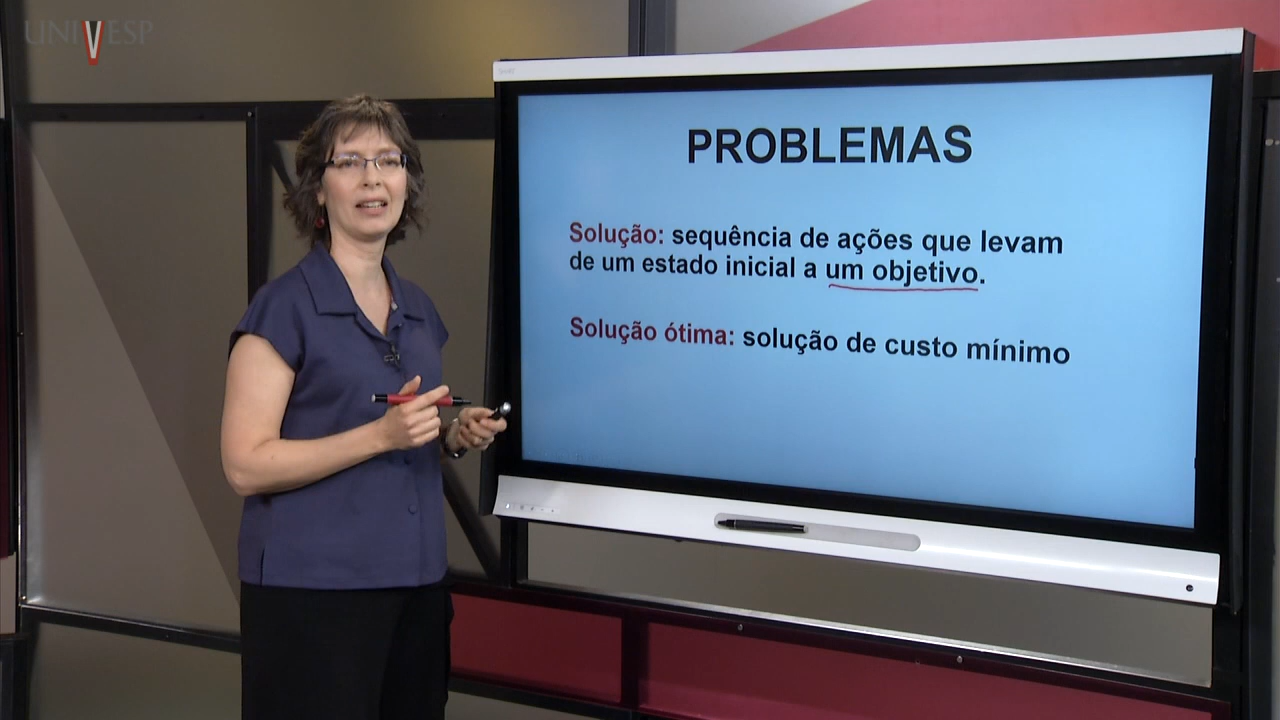 UNIVESP
PROBLEMAS
Solução: sequência de ações que levam
de um estado inicial a um objetivo.
Solução ótima: solução de custo mínimo